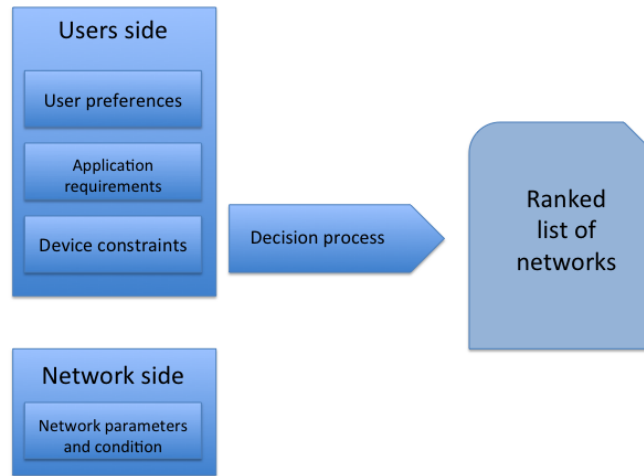 Users side
User preferences
Application
requirements
Device constraints
Decision process
Ranked
list of
networks
Network side
Network parameters
and condition